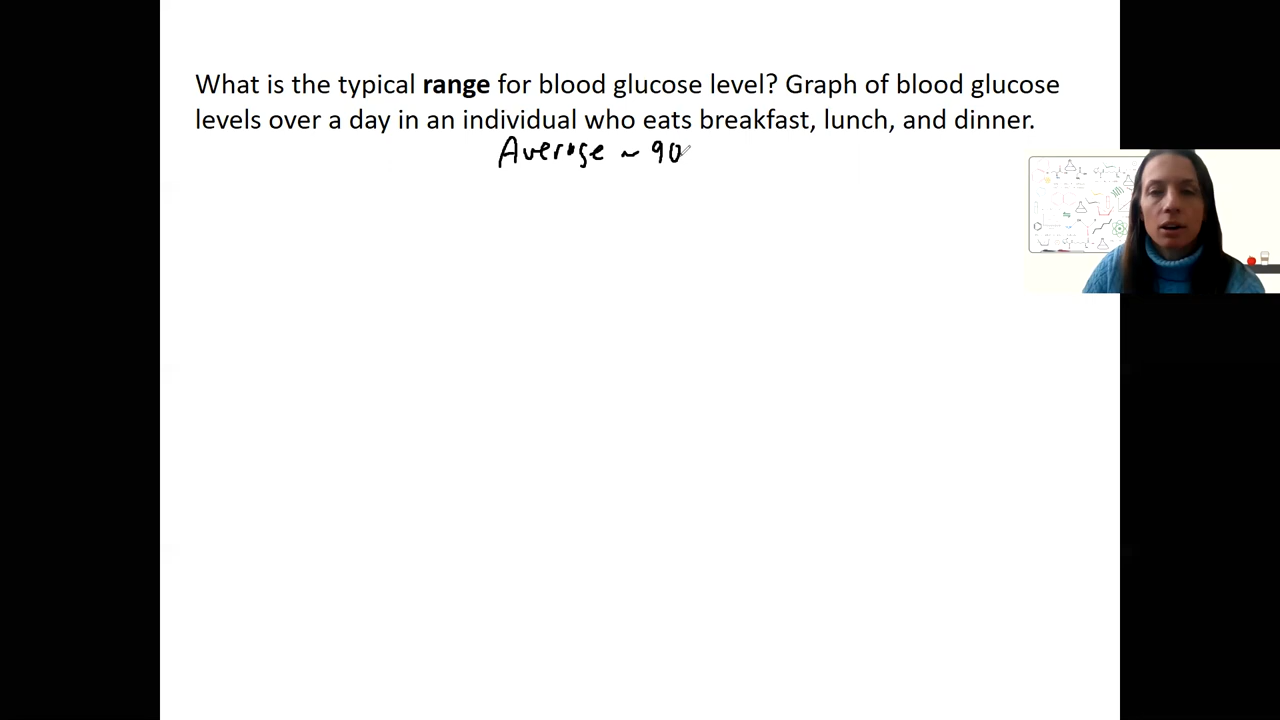 What is the typical range for blood glucose level? Graph of blood glucose
levels over a day in an individual who eats breakfast, lunch, and dinner.
Average ~ 90